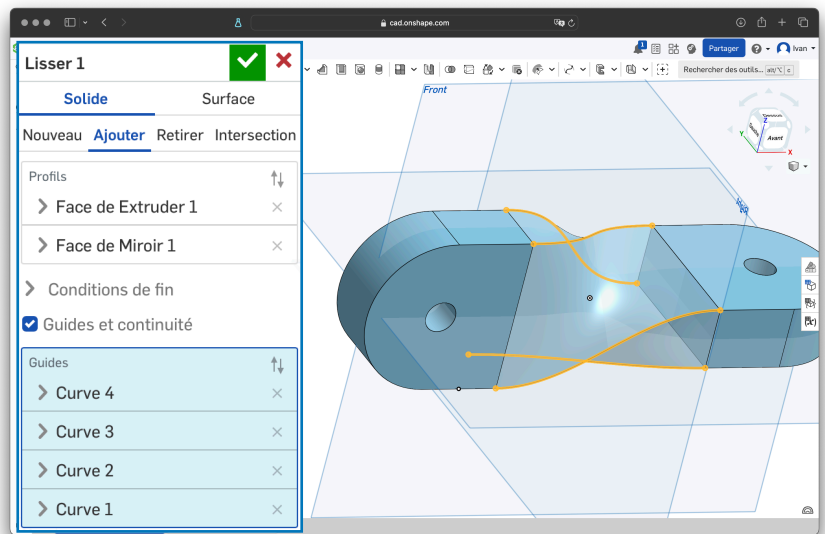 cad.onshape.com
1
Partager
Ivan
Lisser 1
Rechercher des outils... alt/⌥ c
Solide
Surface
Nouveau Ajouter Retirer Intersection
Profils
Face de Extruder 1
Face de Miroir 1
Conditions de fin
Guides et continuité
Guides
Curve 4
Curve 3
Curve 2
Curve 1
Front
Z
Y
Avant
X